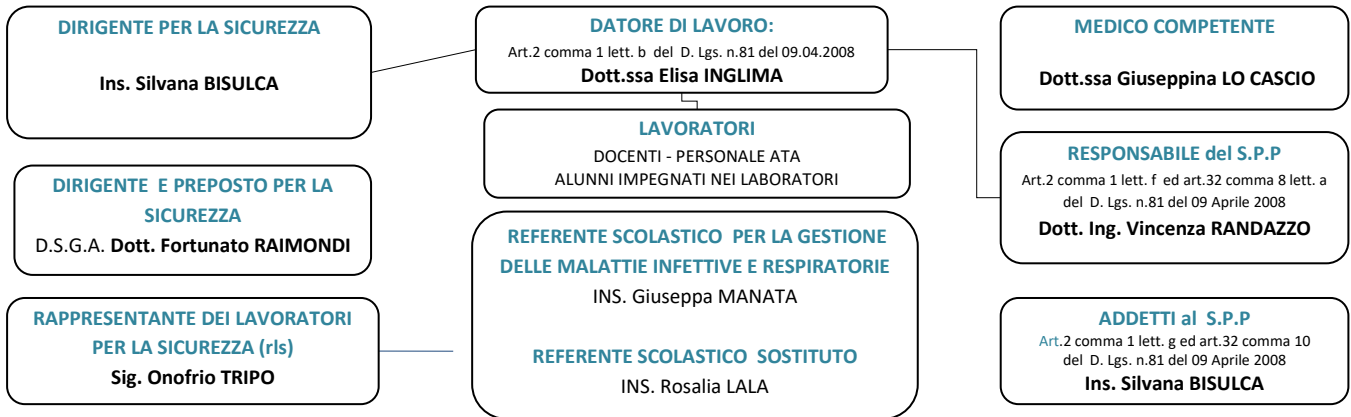 DIRIGENTE PER LA SICUREZZA
Ins. Silvana BISULCA
DIRIGENTE E PREPOSTO PER LA
SICUREZZA
D.S.G.A. Dott. Fortunato RAIMONDI
RAPPRESENTANTE DEI LAVORATORI
PER LA SICUREZZA (rls)
Sig. Onofrio TRIPO
DATORE DI LAVORO:
Art.2 comma 1 lett. b del D. Lgs. n.81 del 09.04.2008
Dott.ssa Elisa INGLIMA
LAVORATORI
DOCENTI - PERSONALE ATA
ALUNNI IMPEGNATI NEI LABORATORI
REFERENTE SCOLASTICO PER LA GESTIONE
DELLE MALATTIE INFETTIVE E RESPIRATORIE
INS. Giuseppa MANATA
REFERENTE SCOLASTICO SOSTITUTO
INS. Rosalia LALA
MEDICO COMPETENTE
Dott.ssa Giuseppina LO CASCIO
RESPONSABILE del S.P.P
Art.2 comma 1 lett. f ed art.32 comma 8 lett. a
del D. Lgs. n.81 del 09 Aprile 2008
Dott. Ing. Vincenza RANDAZZO
ADDETTI al S.P.P
Art.2 comma 1 lett. g ed art.32 comma 10
del D. Lgs. n.81 del 09 Aprile 2008
Ins. Silvana BISULCA